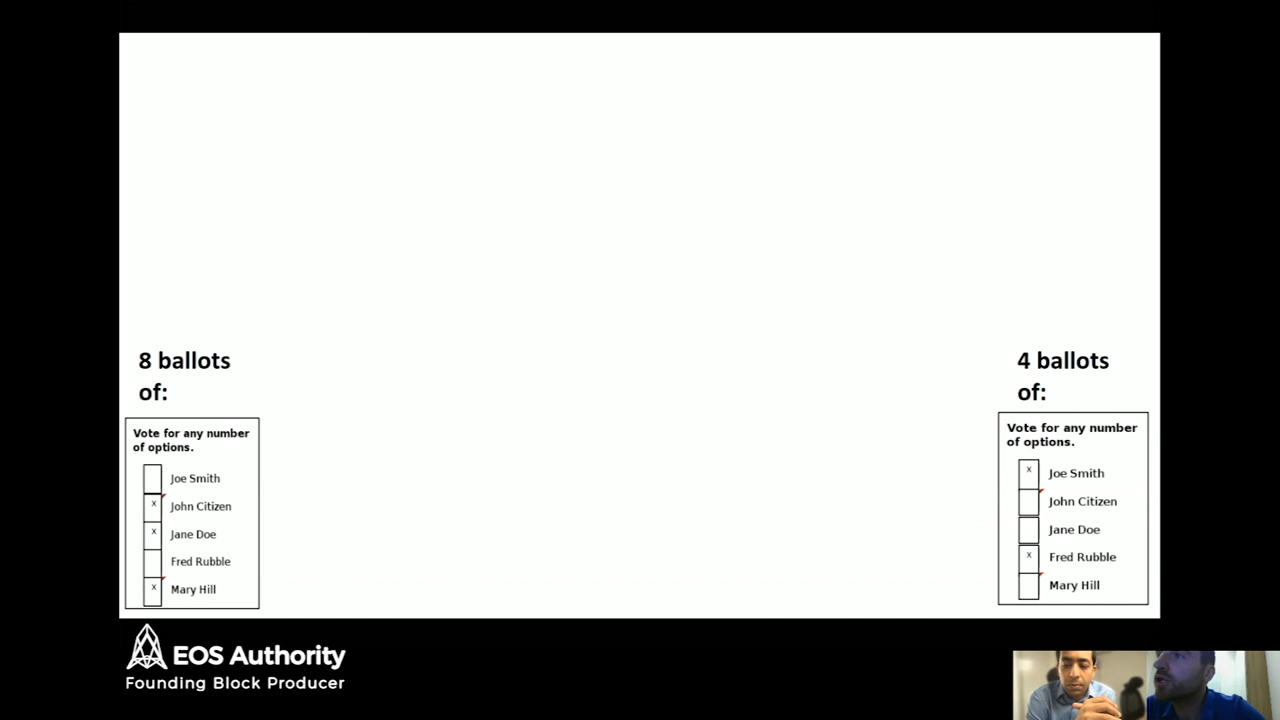 8 ballots
of:
Vote for any number
of options.
Joe Smith
x John Citizen
x Jane Doe
Fred Rubble
x Mary Hill
4 ballots
of:
Vote for any number
of options.
x Joe Smith
John Citizen
Jane Doe
x Fred Rubble
Mary Hill
EOS Authority
Founding Block Producer